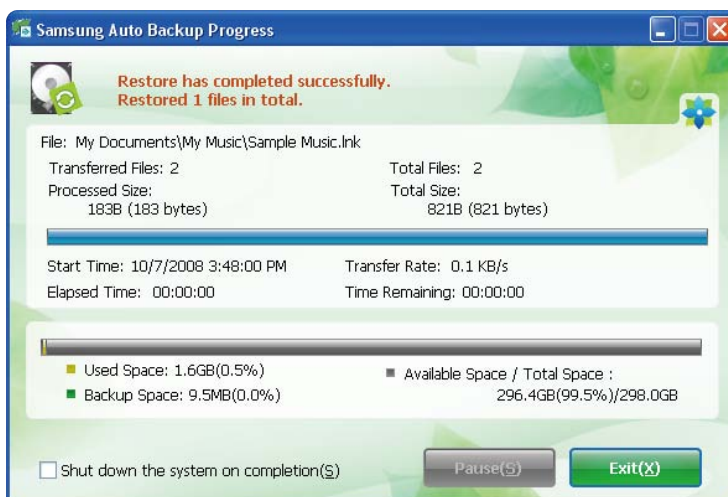 Samsung Auto Backup Progress
Restore has completed successfully.
Restored 1 files in total.
File: My Documents\My Music\Sample Music.lnk
Transferred Files: 2
Total Files: 2
Processed Size:
Total Size:
183B (183 bytes)
821B (821 bytes)
Start Time: 10/7/2008 3:48:00 PM
Transfer Rate: 0.1 KB/s
Elapsed Time: 00:00:00
Time Remaining: 00:00:00
Used Space: 1.6GB(0.5%)
Available Space / Total Space :
Backup Space: 9.5MB(0.0%)
296.4GB(99.5%)/298.0GB
Shut down the system on completion(S)
Pause(S)
Exit(X)